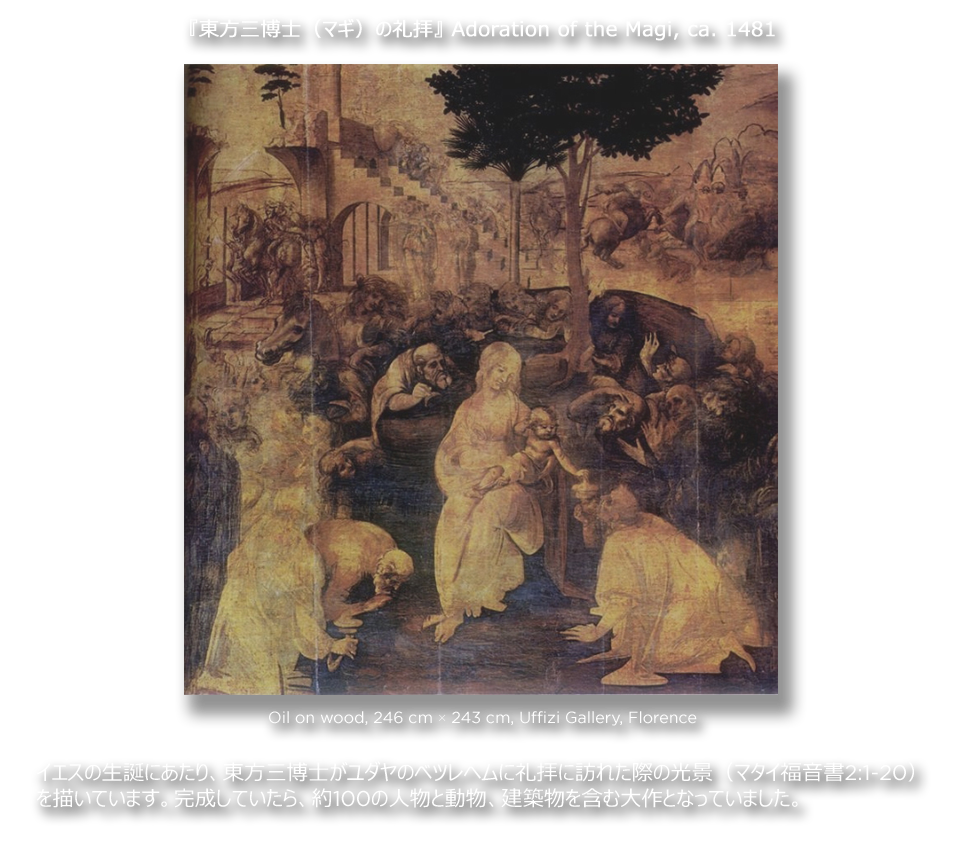 『東方三博士（マギ）の礼拝』 Adoration of the Magi, ca. 1481
Oil on wood, 246 cm × 243 cm, Uffizi Gallery, Florence
イエスの生誕にあたり、東方三博士がユダヤのベツレヘムに礼拝に訪れた際の光景（マタイ福音書2:1-20）
を描いています。完成していたら、約100の人物と動物、建築物を含む大作となっていました。